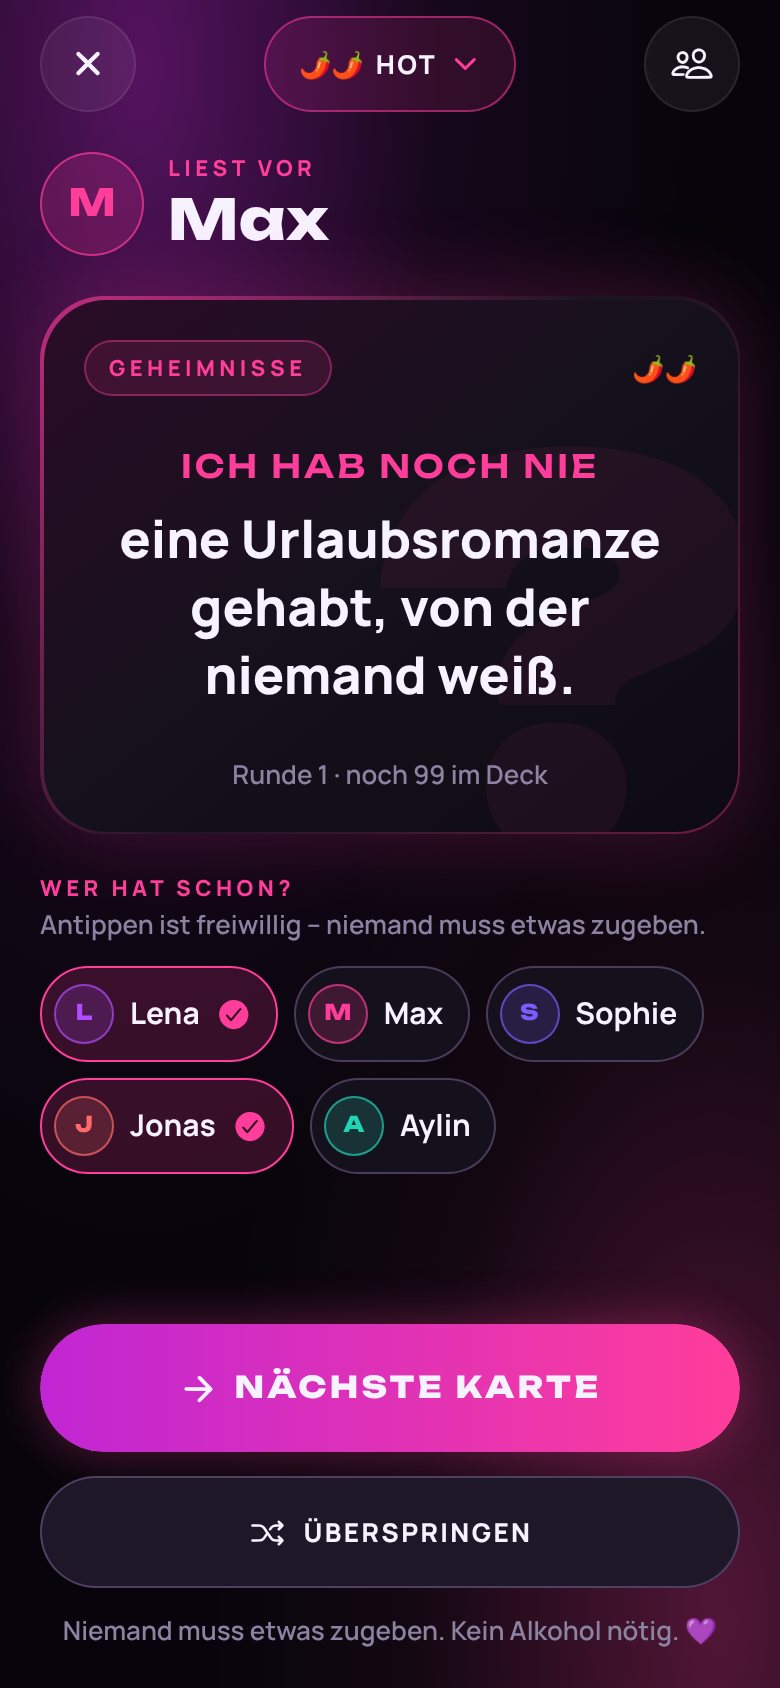 🌶️🌶️ HOT
M
LIEST VOR
Max
GEHEIMNISSE
🌶️🌶️
ICH HAB NOCH NIE
eine Urlaubsromanze
gehabt, von der
niemand weiß.
Runde 1 · noch 99 im Deck
WER HAT SCHON?
Antippen ist freiwillig – niemand muss etwas zugeben.
L Lena
M Max
S Sophie
J Jonas
A Aylin
→ NÄCHSTE KARTE
ÜBERSPRINGEN
Niemand muss etwas zugeben. Kein Alkohol nötig. 💜